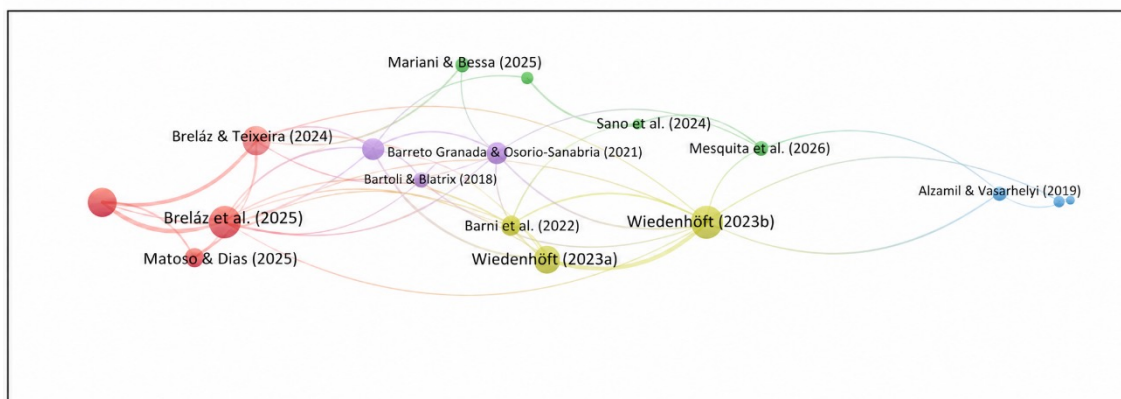 Mariani & Bessa (2025)
Sano et al. (2024)
Breláz & Teixeira (2024)
Barreto Granada & Osorio-Sanabria (2021)
Mesquita et al. (2026)
Bartoli & Blatrix (2018)
Alzamil & Vasarhelyi (2019)
Breláz et al. (2025)
Barni et al. (2022)
Wiedenhöft (2023b)
Matoso & Dias (2025)
Wiedenhöft (2023a)